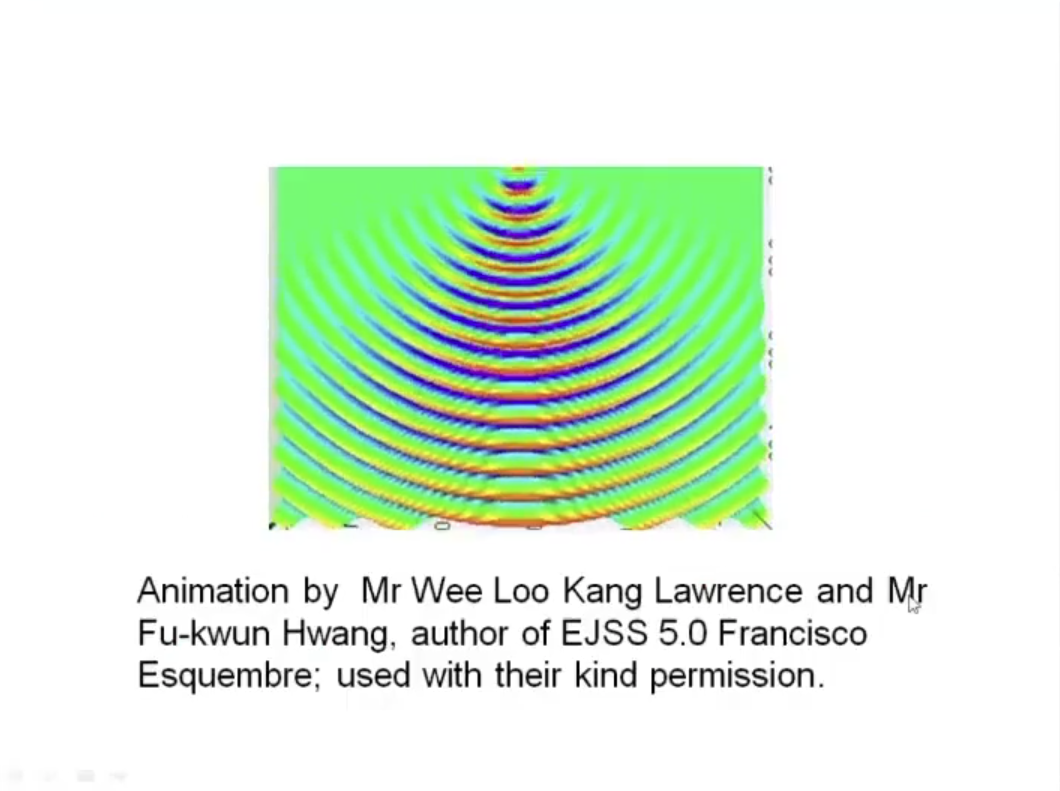 Animation by Mr Wee Loo Kang Lawrence and Mr
Fu-kwun Hwang, author of EJSS 5.0 Francisco
Esquembre; used with their kind permission.